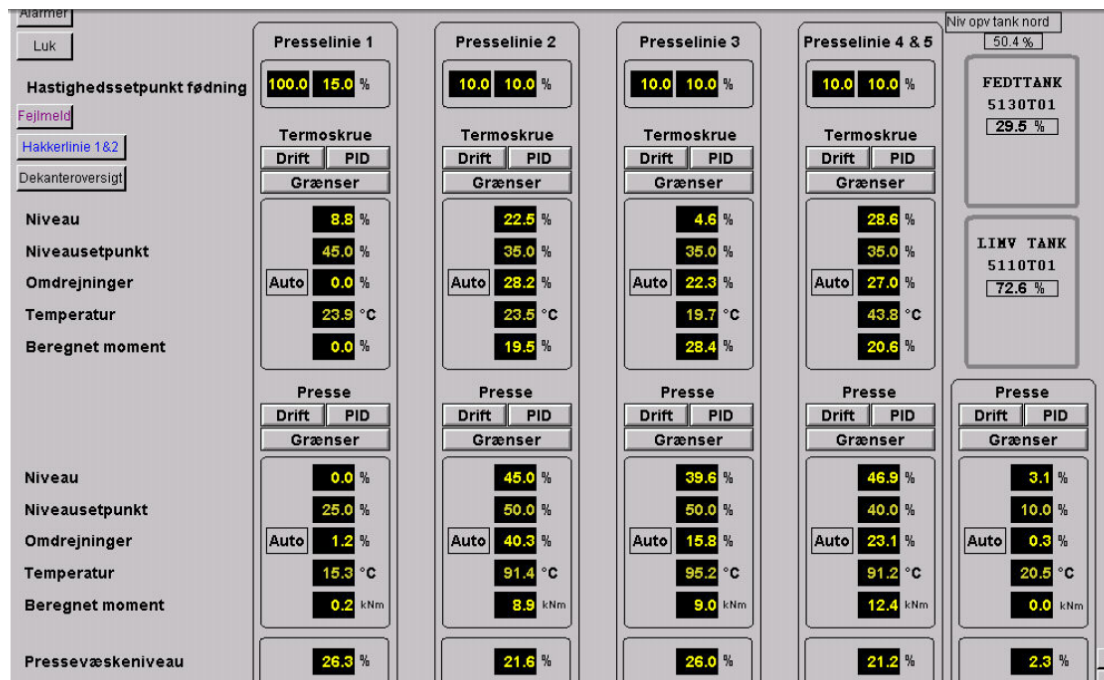 Alarmer
Niv opv tank nord
Luk
Presselinie 1 Presselinie 2 Presselinie 3 Presselinie 4 & 5
50.4 %
Hastighedssetpunkt fødning 100.0 15.0 % 10.0 10.0 % 10.0 10.0 % 10.0 10.0 %
FEDTTANK
5130T01
29.5 %
Fejlmeld
Hakkerlinie 1&2
Dekanteroversigt
Termoskrue Termoskrue Termoskrue Termoskrue
Drift PID Drift PID Drift PID Drift PID
Grænser Grænser Grænser Grænser
Niveau 8.8 % 22.5 % 4.6 % 28.6 %
Niveausetpunkt 45.0 % 35.0 % 35.0 % 35.0 %
Omdrejninger Auto 0.0 % Auto 28.2 % Auto 22.3 % Auto 27.0 %
Temperatur 23.9 °C 23.5 °C 19.7 °C 43.8 °C
Beregnet moment 0.0 % 19.5 % 28.4 % 20.6 %
LIMV TANK
5110T01
72.6 %
Presse Presse Presse Presse Presse
Drift PID Drift PID Drift PID Drift PID Drift PID
Grænser Grænser Grænser Grænser Grænser
Niveau 0.0 % 45.0 % 39.6 % 46.9 % 3.1 %
Niveausetpunkt 25.0 % 50.0 % 50.0 % 40.0 % 10.0 %
Omdrejninger Auto 1.2 % Auto 40.3 % Auto 15.8 % Auto 23.1 % Auto 0.3 %
Temperatur 15.3 °C 91.4 °C 95.2 °C 91.2 °C 20.5 °C
Beregnet moment 0.2 kNm 8.9 kNm 9.0 kNm 12.4 kNm 0.0 kNm
Pressevæskeniveau 26.3 % 21.6 % 26.0 % 21.2 % 2.3 %